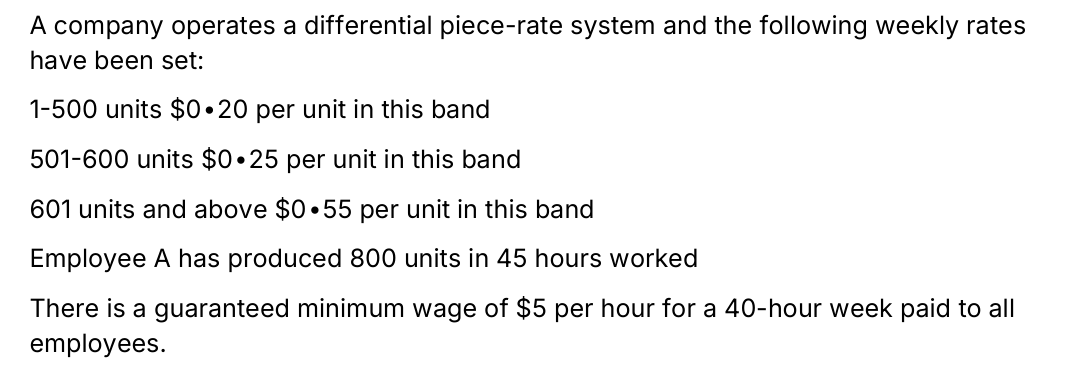 A company operates a differential piece-rate system and the following weekly rates
have been set:
1-500 units $0•20 per unit in this band
501-600 units $0•25 per unit in this band
601 units and above $0•55 per unit in this band
Employee A has produced 800 units in 45 hours worked
There is a guaranteed minimum wage of $5 per hour for a 40-hour week paid to all
employees.